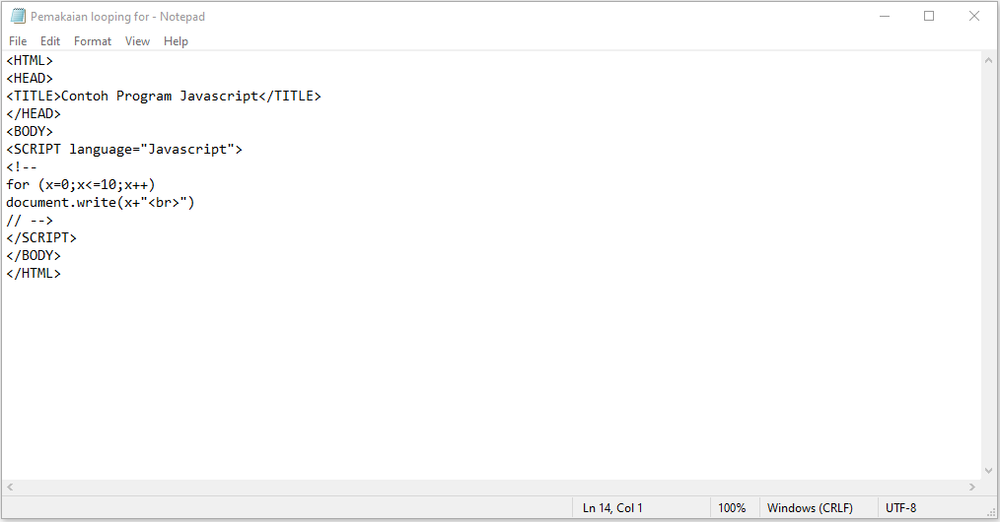 Pemakaian looping for - Notepad
File Edit Format View Help
<HTML>
<HEAD>
<TITLE>Contoh Program Javascript</TITLE>
</HEAD>
<BODY>
<SCRIPT language="Javascript">
<!--
for (x=0;x<=10;x++)
document.write(x+"<br>")
// -->
</SCRIPT>
</BODY>
</HTML>
Ln 14, Col 1 100% Windows (CRLF) UTF-8